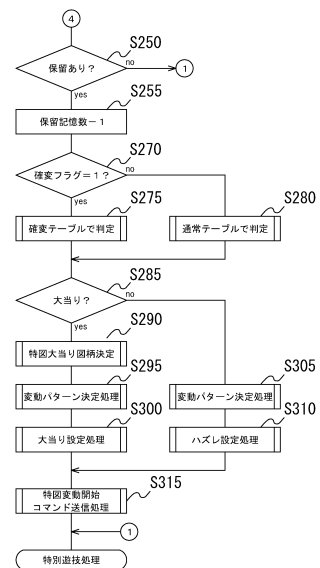 4
S250
保留あり？
no
1
yes
S255
保留記憶数－1
S270
確変フラグ＝1？
no
yes
S275
S280
確変テーブルで判定
通常テーブルで判定
S285
大当り？
no
yes
S290
特図大当り図柄決定
S295
S305
変動パターン決定処理
変動パターン決定処理
S300
S310
大当り設定処理
ハズレ設定処理
S315
特図変動開始
コマンド送信処理
1
特別遊技処理